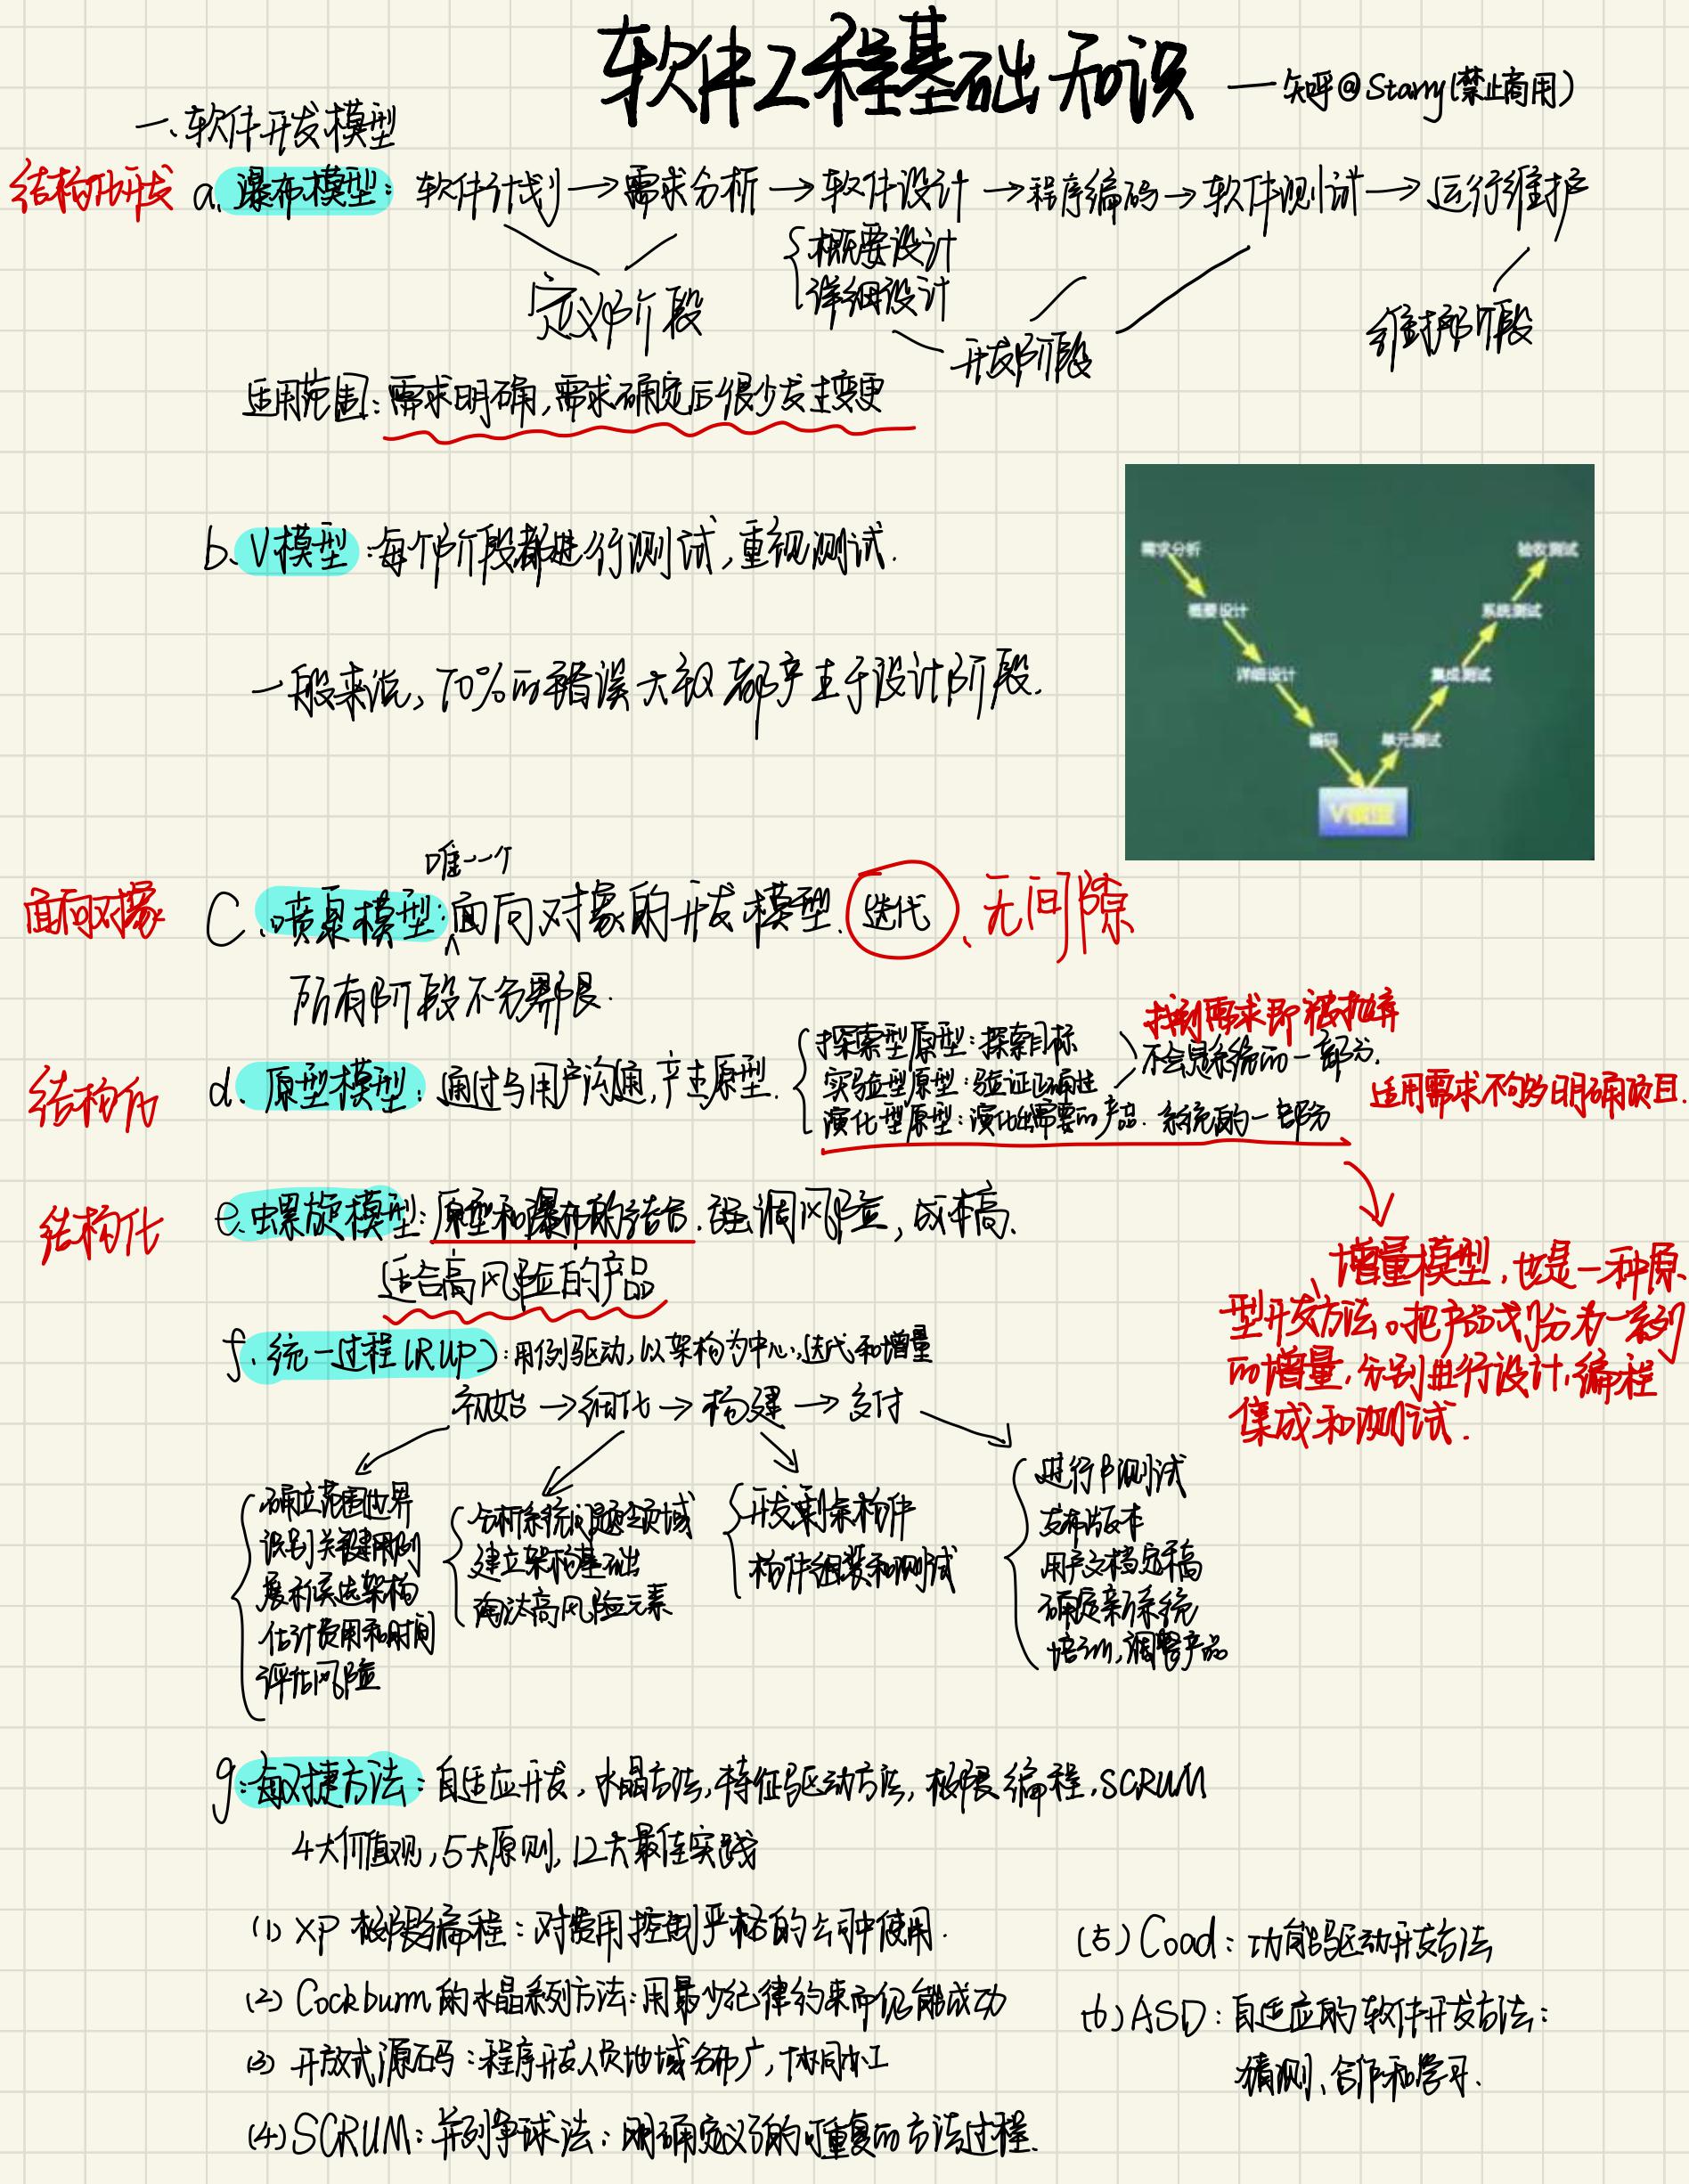 软件工程基础知识
——知乎@Starry(禁止商用)
一、软件开发模型
结构化开发
a. 瀑布模型：软件计划→需求分析→软件设计→程序编码→软件测试→运行维护
概要设计
详细设计
定义阶段
开发阶段
维护阶段
适用范围：需求明确,需求确定后很少发生变更
b. V模型：每个阶段都进行测试,重视测试.
一般来说, 70%的错误大致都产生于设计阶段.
需求分析
概要设计
详细设计
编码
单元测试
集成测试
系统测试
验收测试
V模型
面向对象
唯一一个
C. 喷泉模型：面向对象的开发模型. 迭代、无间隙
所有阶段不分界限.
结构化
d. 原型模型：通过与用户沟通,产生原型.
探索型原型：探索目标
实验型原型：验证正确性
演化型原型：演化出需要的产品. 系统的一部分
找到需求即被抛弃
不会是系统的一部分.
适用需求不够明确项目.
结构化
e. 螺旋模型：原型和瀑布的结合. 强调风险, 成本高.
适合高风险的产品
增量模型, 也是一种原
型开发方法。把产品划分为一系列
的增量, 分别进行设计, 编程
集成和测试.
f. 统一过程(RUP)：用例驱动, 以架构为中心, 迭代和增量
初始→细化→构建→交付
确立范围边界
识别关键用例
展示系统架构
估计费用和时间
评估风险
分析系统问题领域
建立架构基础
淘汰高风险元素
开发剩余构件
构件组装和测试
进行β测试
发布版本
用户文档定稿
确定新系统
培训, 调整产品
g. 敏捷方法：自适应开发, 水晶方法, 特征驱动方法, 极限编程, SCRUM
4大价值观, 5大原则, 12大最佳实践
(1) XP 极限编程：对费用控制严格的公司中使用.
(2) Cockburn 的水晶系列方法：用最少纪律约束而仍能成功
(3) 开放式源码：程序开发人员地域分布广, 协同办工
(4) SCRUM：并列争球法：明确定义了的可重复的方法过程.
(5) Coad：功能驱动开发方法
(6) ASD：自适应的软件开发方法：
猜测、合作和学习.